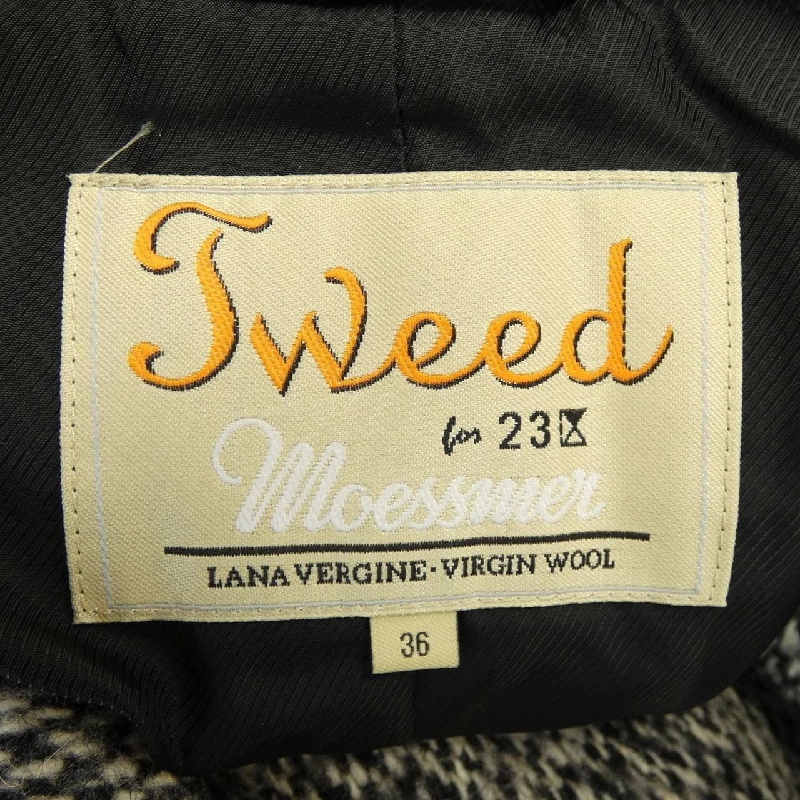 Tweed
for 23区
Moessmer
LANA VERGINE·VIRGIN WOOL
36